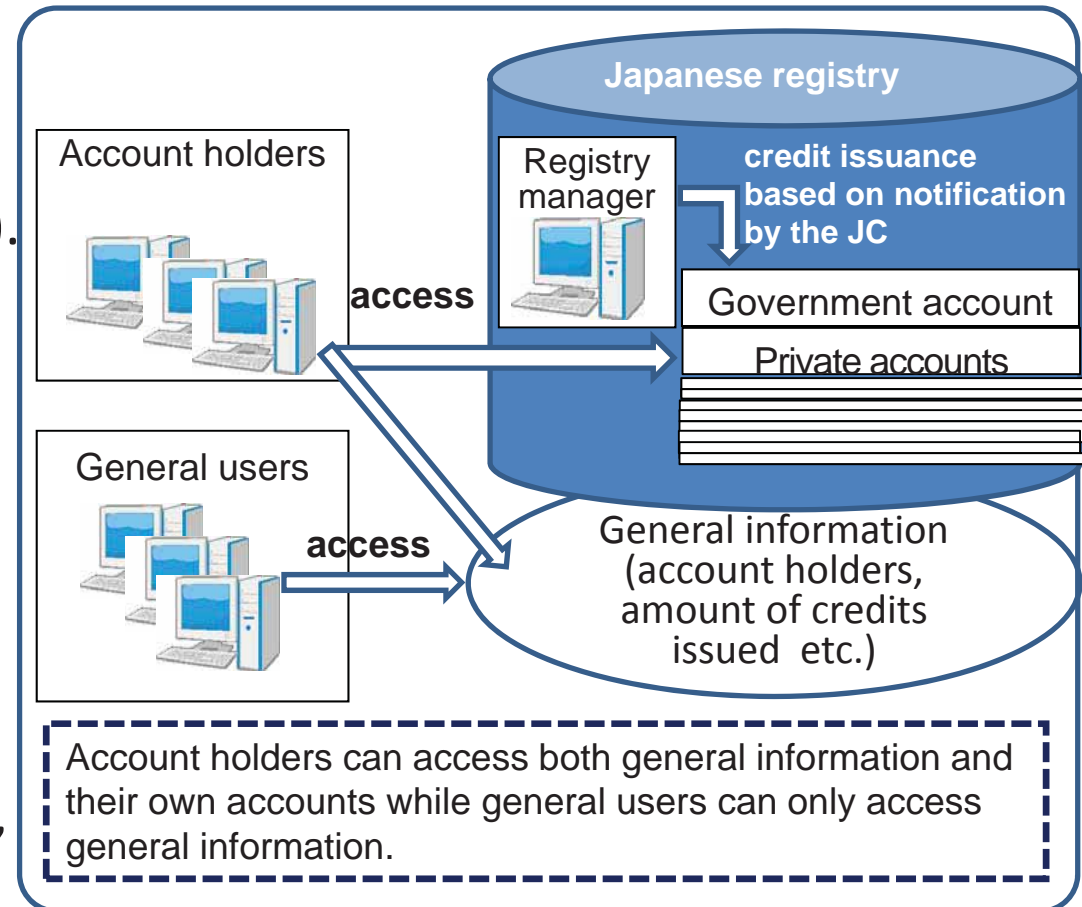 Japanese registry
Account holders
Registry
manager
credit issuance
based on notification
by the JC
).
access
Government account
Private accounts
General users
access
General information
(account holders,
amount of credits
issued etc.)
Account holders can access both general information and
their own accounts while general users can only access
general information.
,